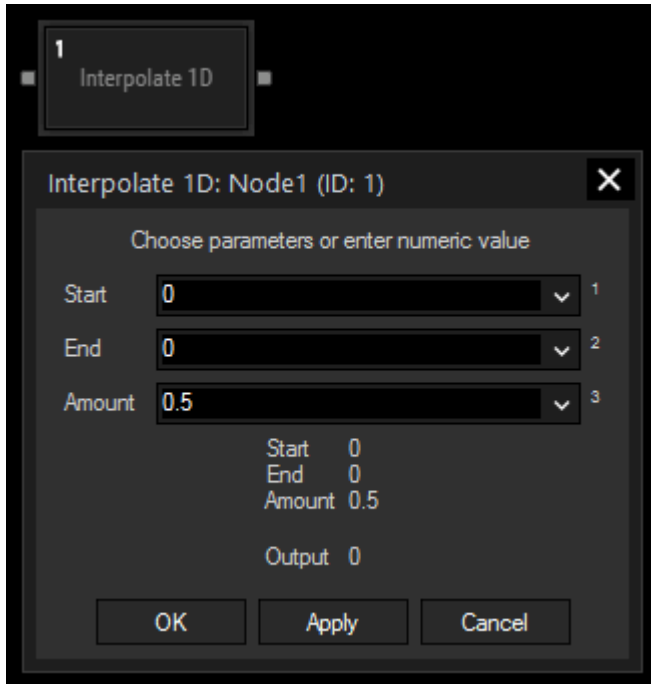 1
Interpolate 1D
Interpolate 1D: Node1 (ID: 1)
Choose parameters or enter numeric value
Start 0 1
End 0 2
Amount 0.5 3
Start 0
End 0
Amount 0.5
Output 0
OK Apply Cancel